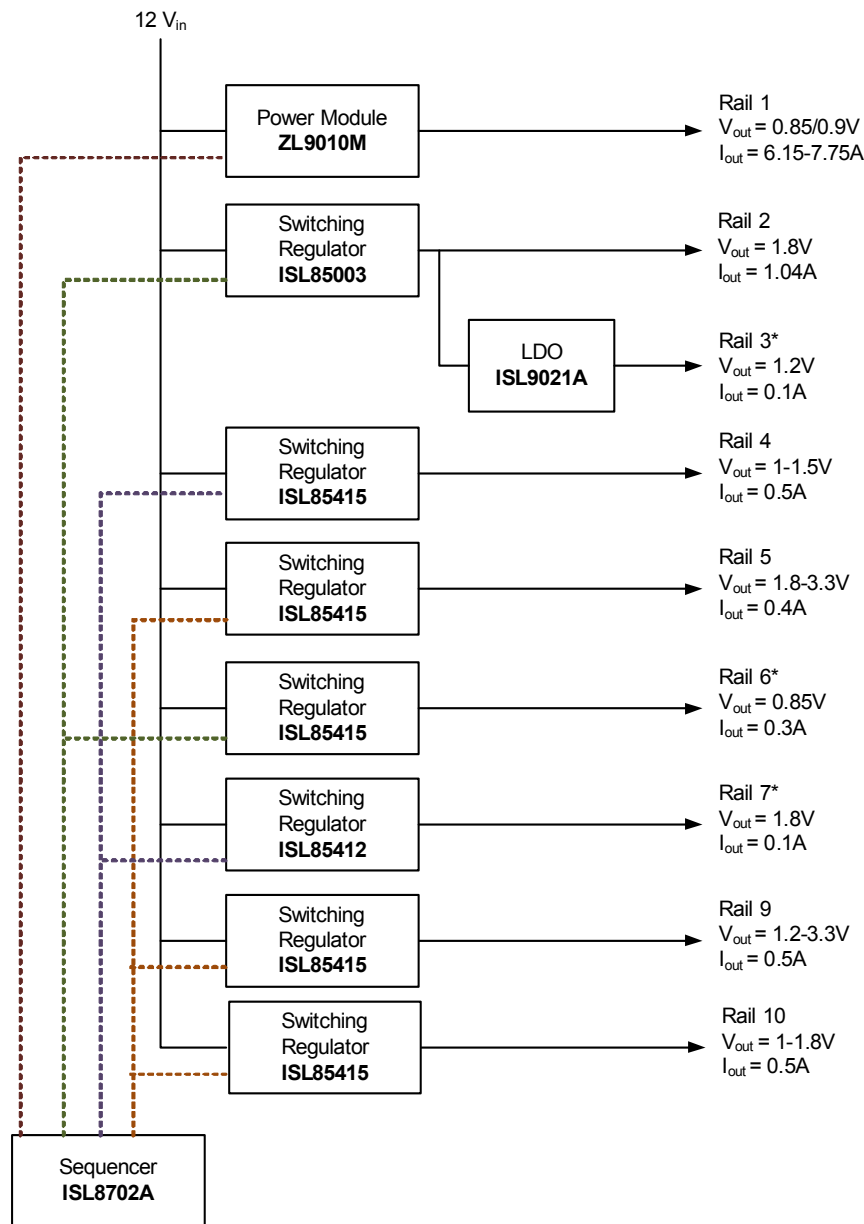 12 Vin
Power Module
ZL9010M
Rail 1
Vout = 0.85/0.9V
Iout = 6.15-7.75A
Switching
Regulator
ISL85003
Rail 2
Vout = 1.8V
Iout = 1.04A
LDO
ISL9021A
Rail 3*
Vout = 1.2V
Iout = 0.1A
Switching
Regulator
ISL85415
Rail 4
Vout = 1-1.5V
Iout = 0.5A
Switching
Regulator
ISL85415
Rail 5
Vout = 1.8-3.3V
Iout = 0.4A
Switching
Regulator
ISL85415
Rail 6*
Vout = 0.85V
Iout = 0.3A
Switching
Regulator
ISL85412
Rail 7*
Vout = 1.8V
Iout = 0.1A
Switching
Regulator
ISL85415
Rail 9
Vout = 1.2-3.3V
Iout = 0.5A
Switching
Regulator
ISL85415
Rail 10
Vout = 1-1.8V
Iout = 0.5A
Sequencer
ISL8702A